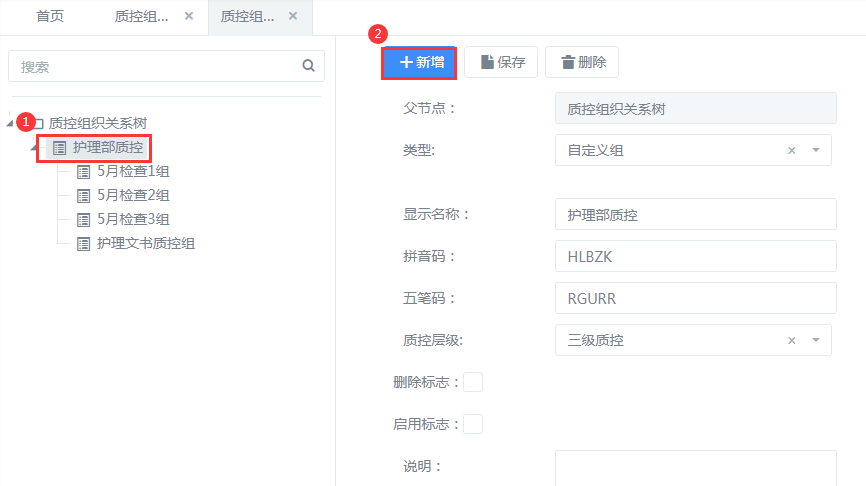 首页 质控组... 质控组...
搜索
1
质控组织关系树
护理部质控
5月检查1组
5月检查2组
5月检查3组
护理文书质控组
2
新增 保存 删除
父节点： 质控组织关系树
类型: 自定义组
显示名称： 护理部质控
拼音码： HLBZK
五笔码： RGURR
质控层级: 三级质控
删除标志：
启用标志：
说明：